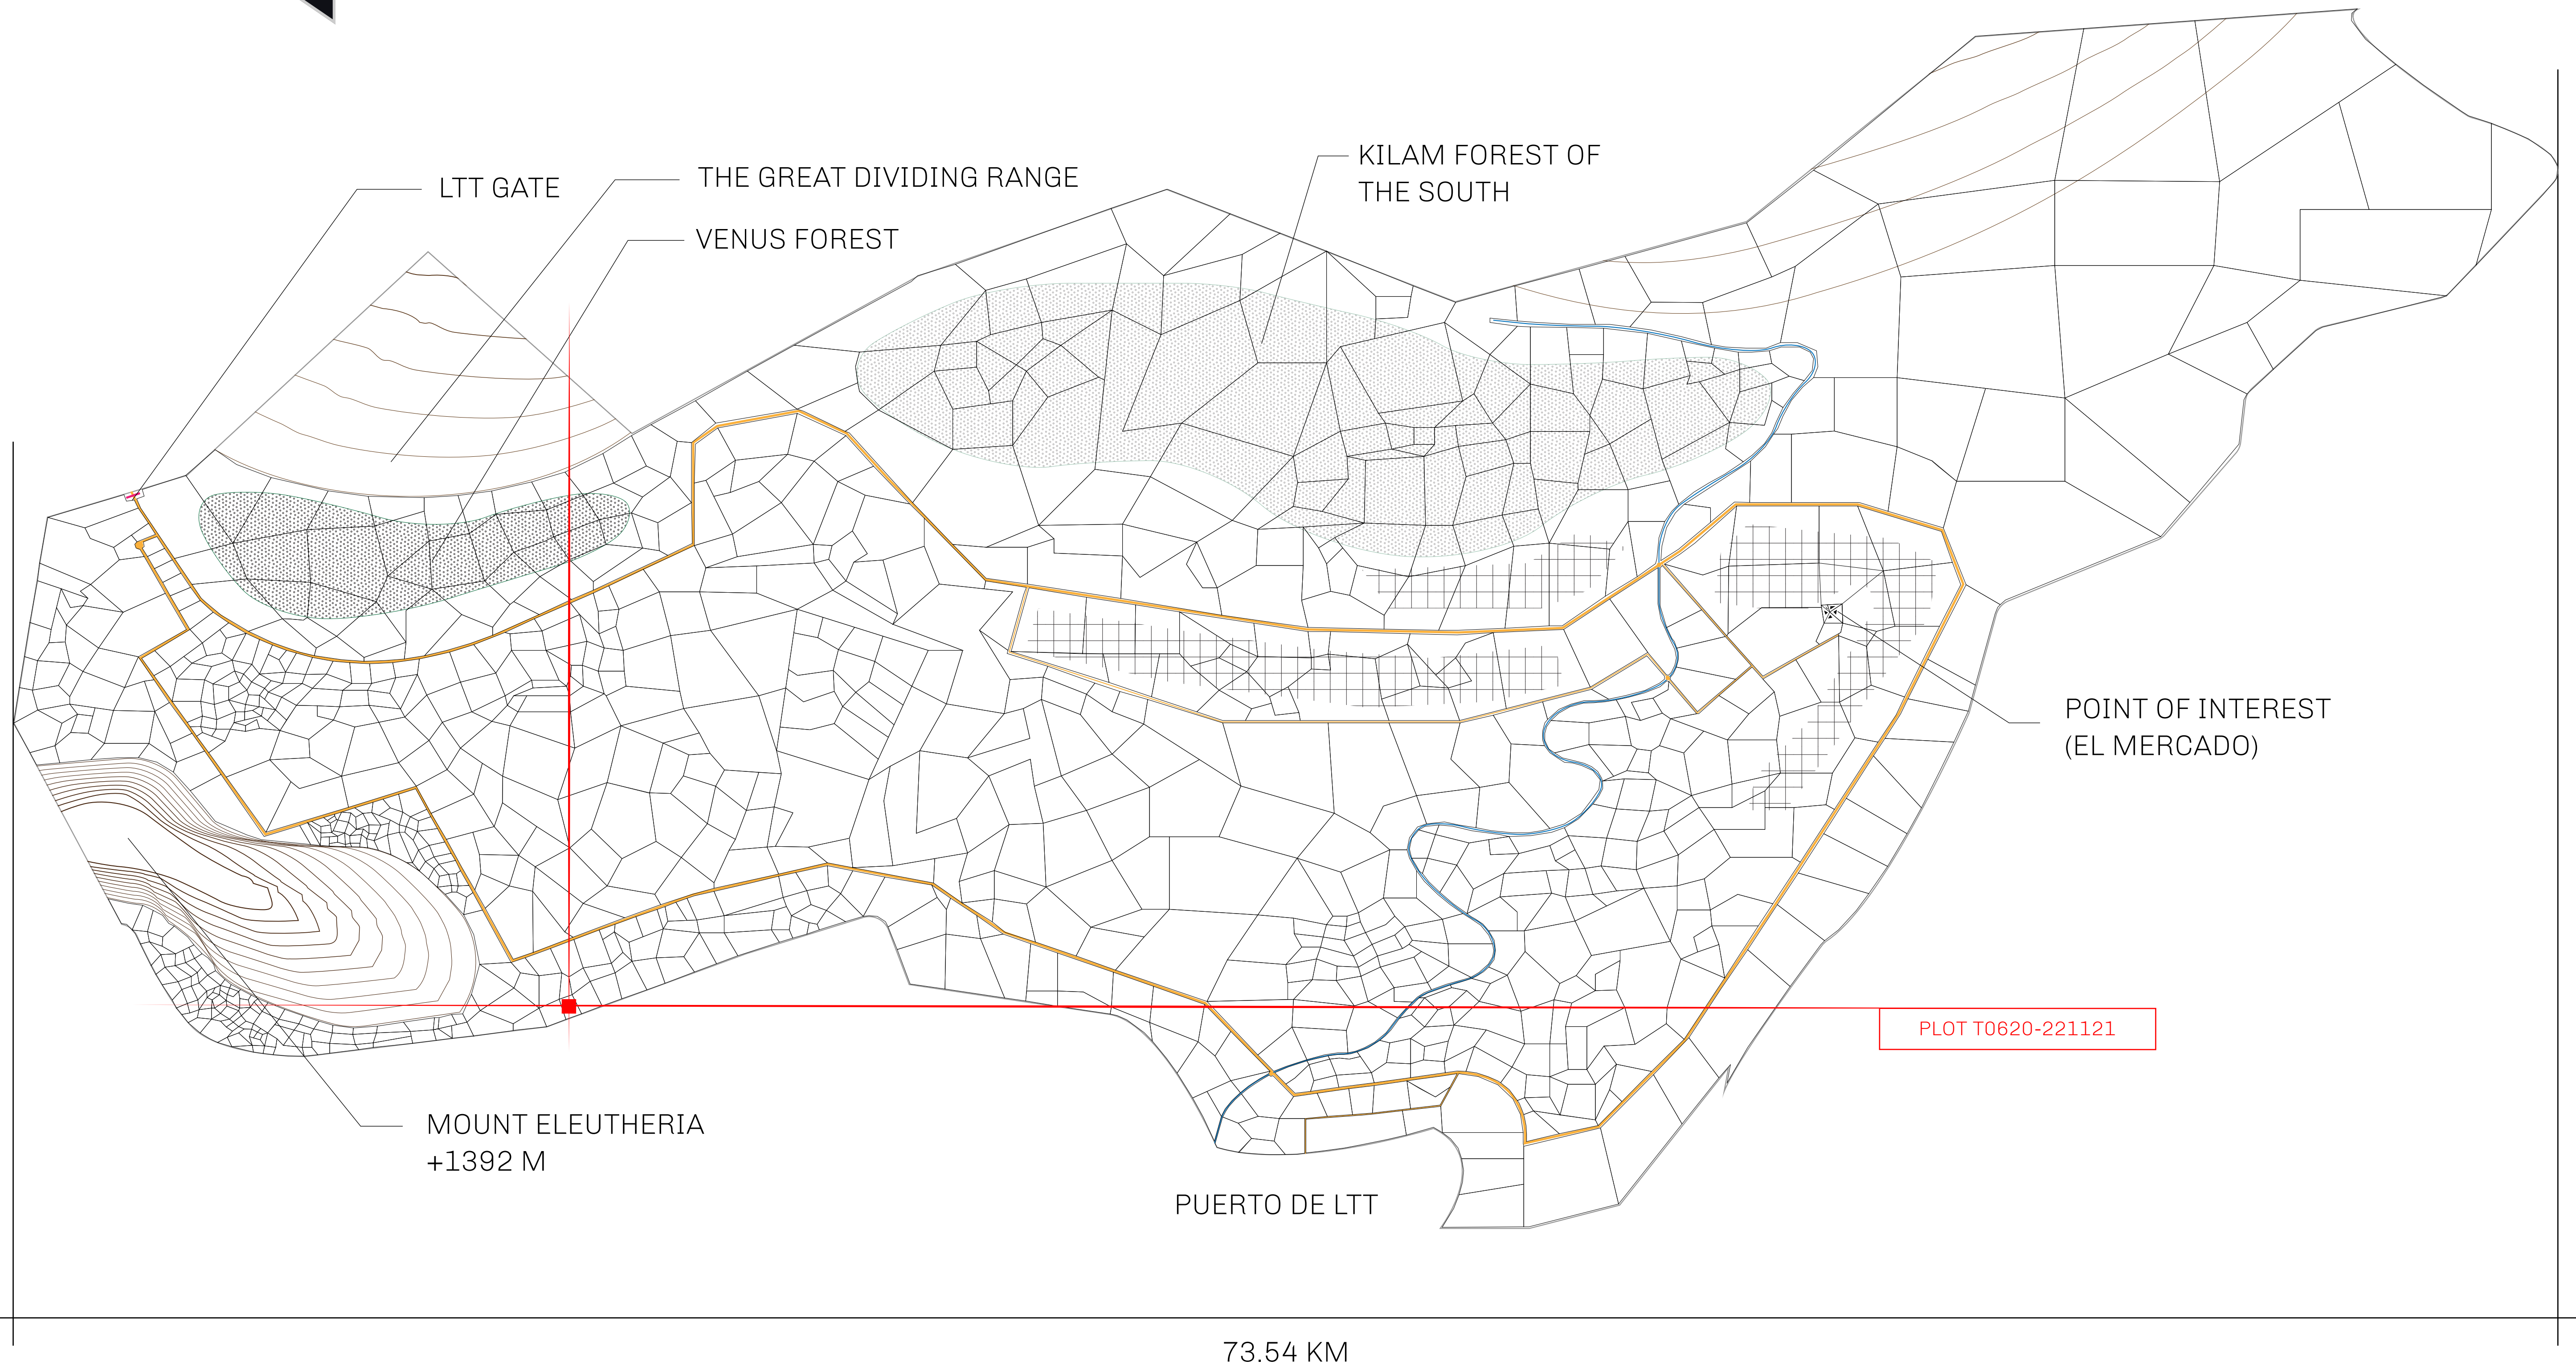 KILAM FOREST OF
THE SOUTH
THE GREAT DIVIDING RANGE
LTT GATE
VENUS FOREST
POINT OF INTEREST
(EL MERCADO)
PLOT T0620-221121
MOUNT ELEUTHERIA
+1392 M
PUERTO DE LTT
73.54 KM